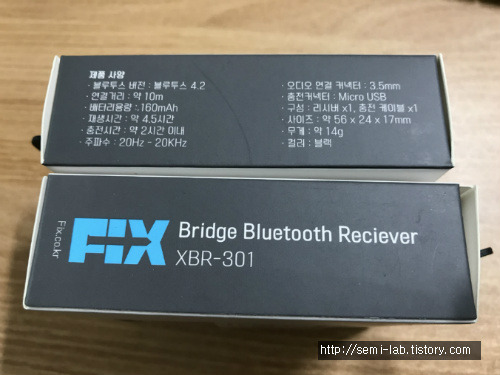 제품 사양
· 블루투스 버전 : 블루투스 4.2
· 연결거리 : 약 10m
· 배터리용량 : 160mAh
· 재생시간 : 약 4.5시간
· 충전시간 : 약 2시간 이내
· 주파수 : 20Hz - 20KHz
· 오디오 연결 커넥터 : 3.5mm
· 충전커넥터 : Micro USB
· 구성 : 리시버 x1, 충전 케이블 x1
· 사이즈 : 약 56 x 24 x 17mm
· 무게 : 약 14g
· 컬러 : 블랙
Fix.co.kr
FIX
Bridge Bluetooth Reciever
XBR-301
http://semi-lab.tistory.com